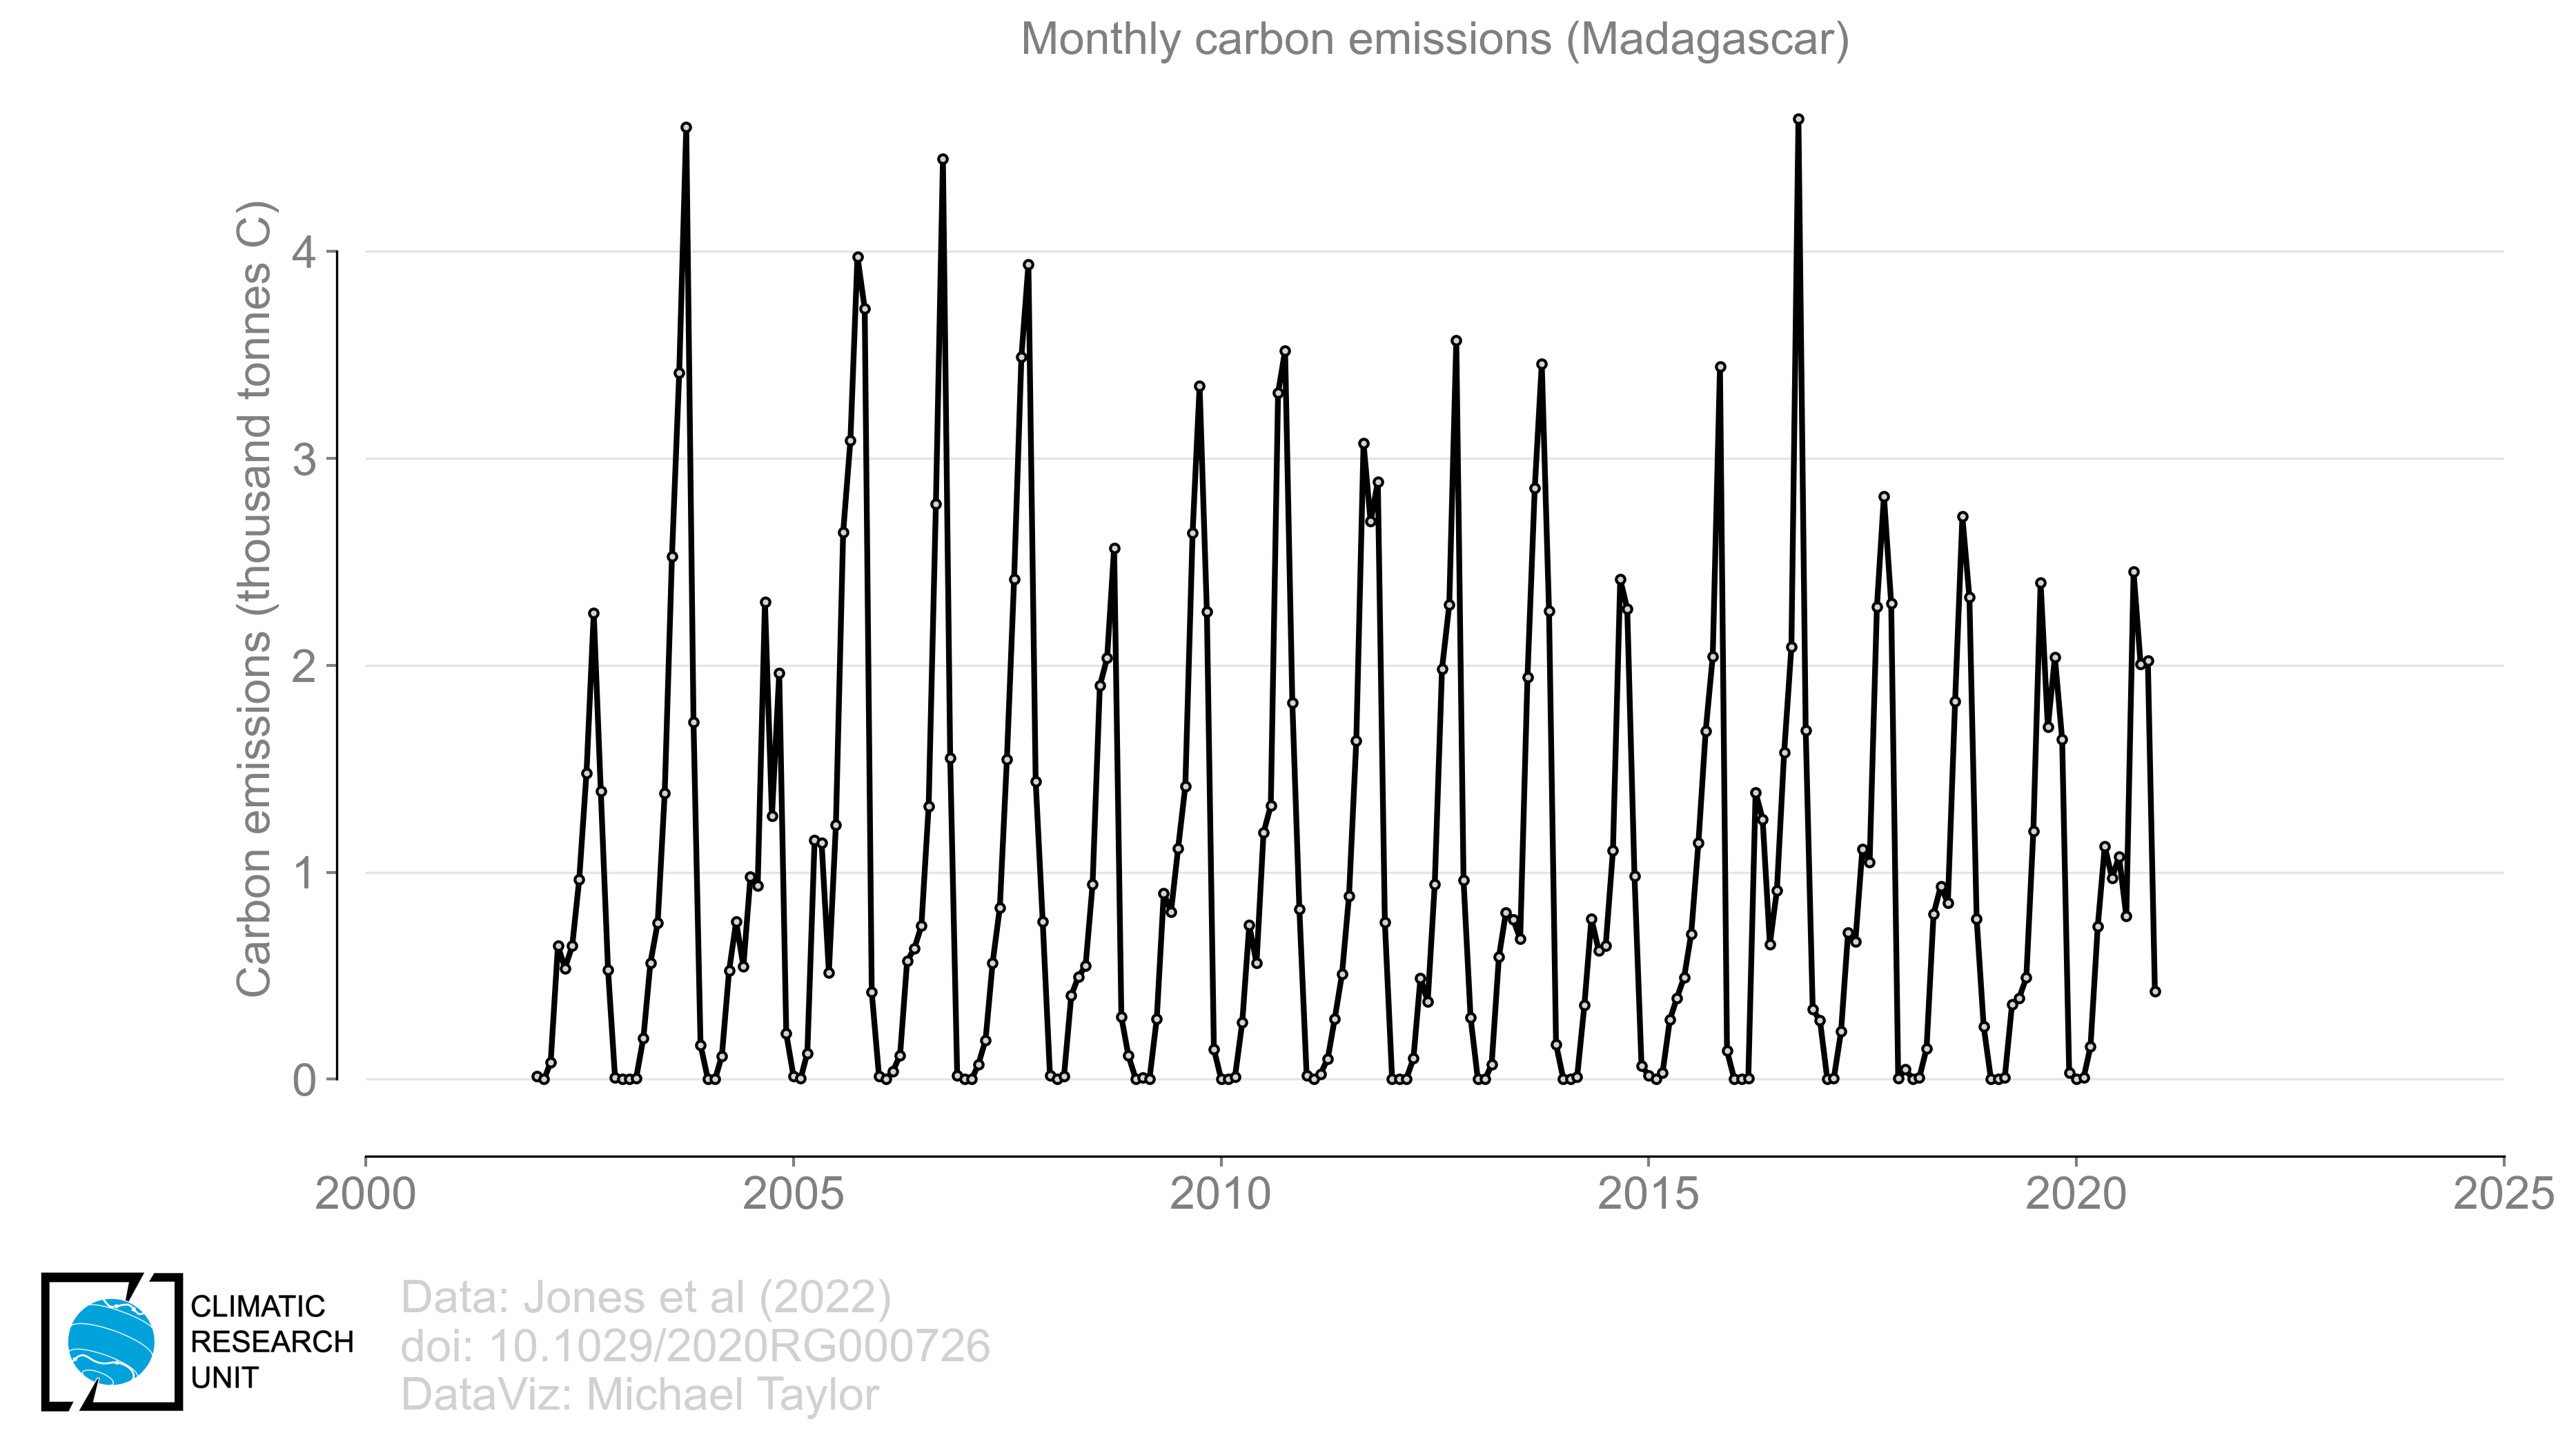 Monthly carbon emissions (Madagascar)
Carbon emissions (thousand tonnes C)
4
3
2
1
0
2000
2005
2010
2015
2020
2025
CLIMATIC
RESEARCH
UNIT
Data: Jones et al (2022)
doi: 10.1029/2020RG000726
DataViz: Michael Taylor